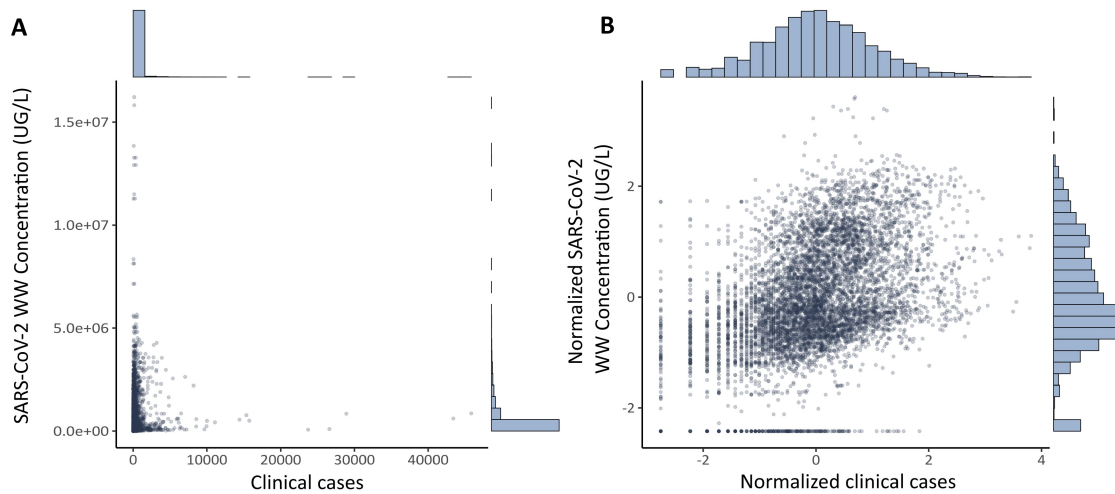 A
SARS-CoV-2 WW Concentration (UG/L)
1.5e+07
1.0e+07
5.0e+06
0.0e+00
0
10000
20000
30000
40000
Clinical cases
B
Normalized SARS-CoV-2
WW Concentration (UG/L)
2
0
-2
-2
0
2
4
Normalized clinical cases